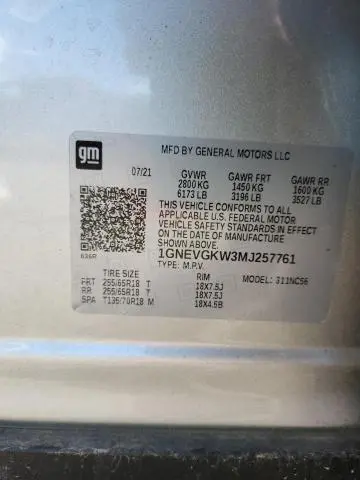 gm
MFD BY GENERAL MOTORS LLC
07/21 GVWR GAWR FRT GAWR RR
2800 KG 1450 KG 1600 KG
6173 LB 3196 LB 3527 LB
THIS VEHICLE CONFORMS TO ALL
APPLICABLE U.S. FEDERAL MOTOR
VEHICLE SAFETY STANDARDS IN
EFFECT ON THE DATE OF
MANUFACTURE SHOWN ABOVE.
1GNEVGKW3MJ257761
TYPE: M.P.V.
TIRE SIZE RIM
FRT 255/65R18 T 18X7.5J
RR 255/65R18 T 18X7.5J
SPA T135/70R18 M 18X4.5B
MODEL: